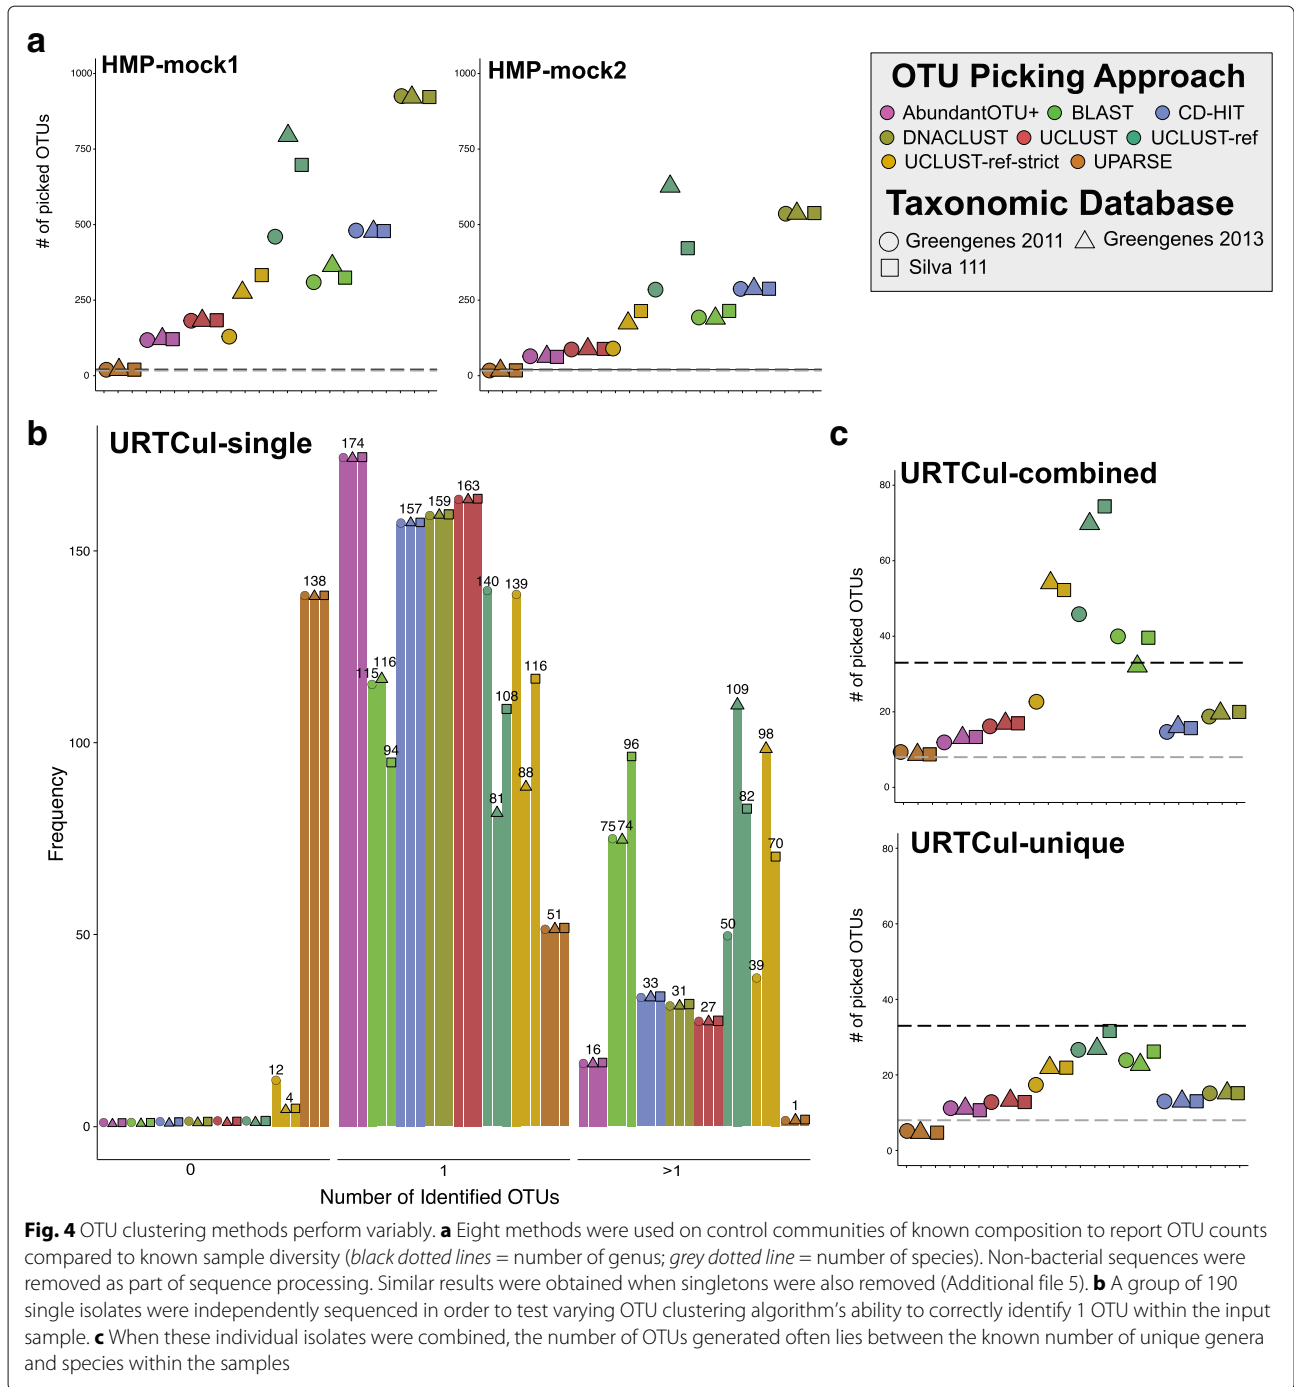 a
HMP-mock1
HMP-mock2
# of picked OTUs
1000
750
500
250
0
1000
750
500
250
0
OTU Picking Approach
AbundantOTU+ BLAST CD-HIT
DNACLUST UCLUST UCLUST-ref
UCLUST-ref-strict UPARSE
Taxonomic Database
Greengenes 2011 Greengenes 2013
Silva 111
b
URTCul-single
Frequency
150
100
50
0
12
4
138
174
115
116
94
157
159
163
140
81
108
139
88
116
51
16
75
74
96
33
31
27
50
109
82
39
98
70
1
0
1
>1
Number of Identified OTUs
c
URTCul-combined
# of picked OTUs
80
60
40
20
0
URTCul-unique
# of picked OTUs
80
60
40
20
0
Fig. 4 OTU clustering methods perform variably. a Eight methods were used on control communities of known composition to report OTU counts
compared to known sample diversity (black dotted lines = number of genus; grey dotted line = number of species). Non-bacterial sequences were
removed as part of sequence processing. Similar results were obtained when singletons were also removed (Additional file 5). b A group of 190
single isolates were independently sequenced in order to test varying OTU clustering algorithm's ability to correctly identify 1 OTU within the input
sample. c When these individual isolates were combined, the number of OTUs generated often lies between the known number of unique genera
and species within the samples